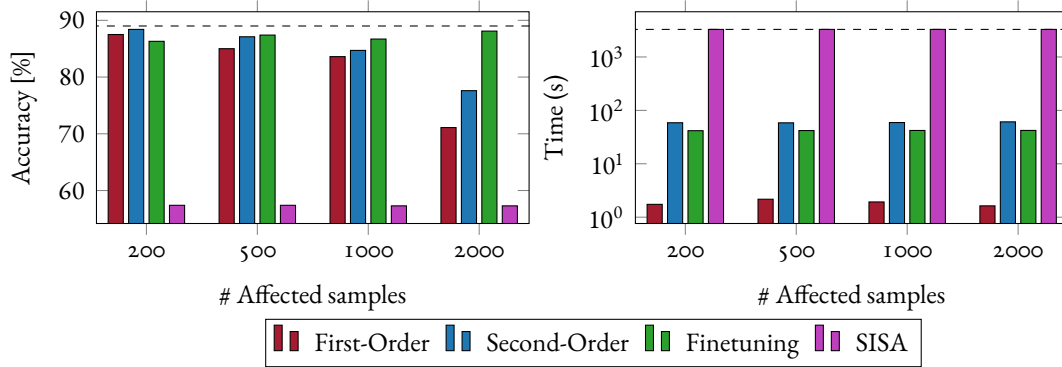 Accuracy [%]
90
80
70
60
200 500 1000 2000
# Affected samples
Time (s)
10³
10²
10¹
10⁰
200 500 1000 2000
# Affected samples
First-Order Second-Order Finetuning SISA